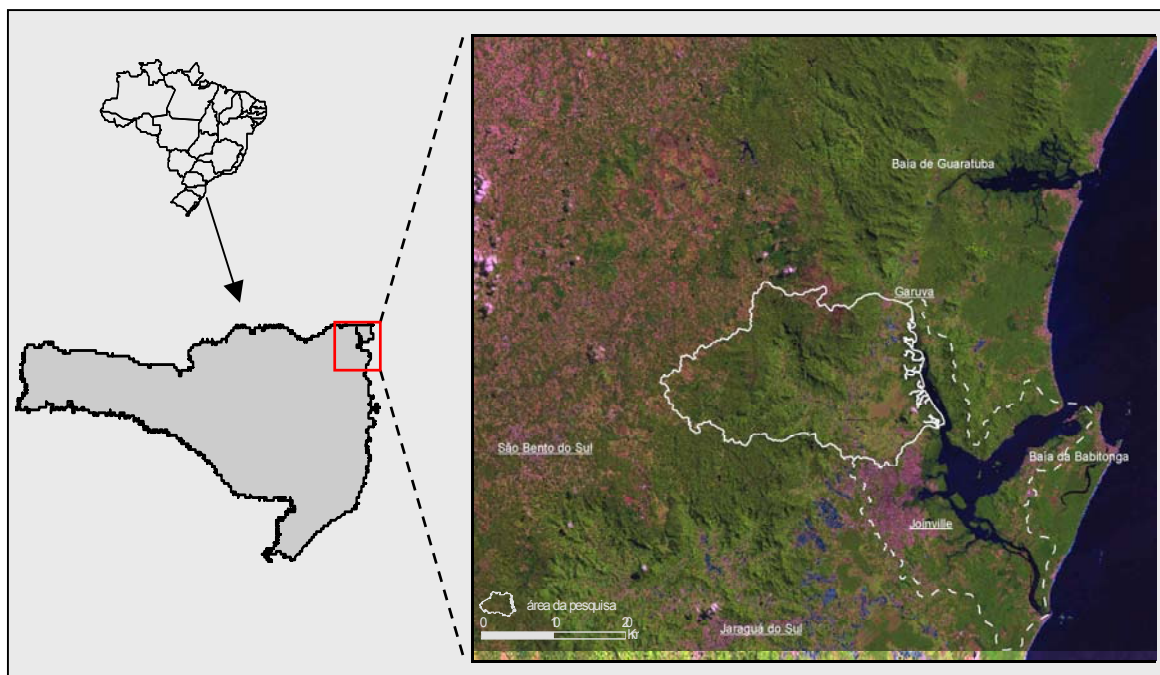 Baia de Guaratuba
Garuva
São Bento do Sul
Baía da Babitonga
Joinville
área da pesquisa
0 10 20
Km
Jaraguá do Sul